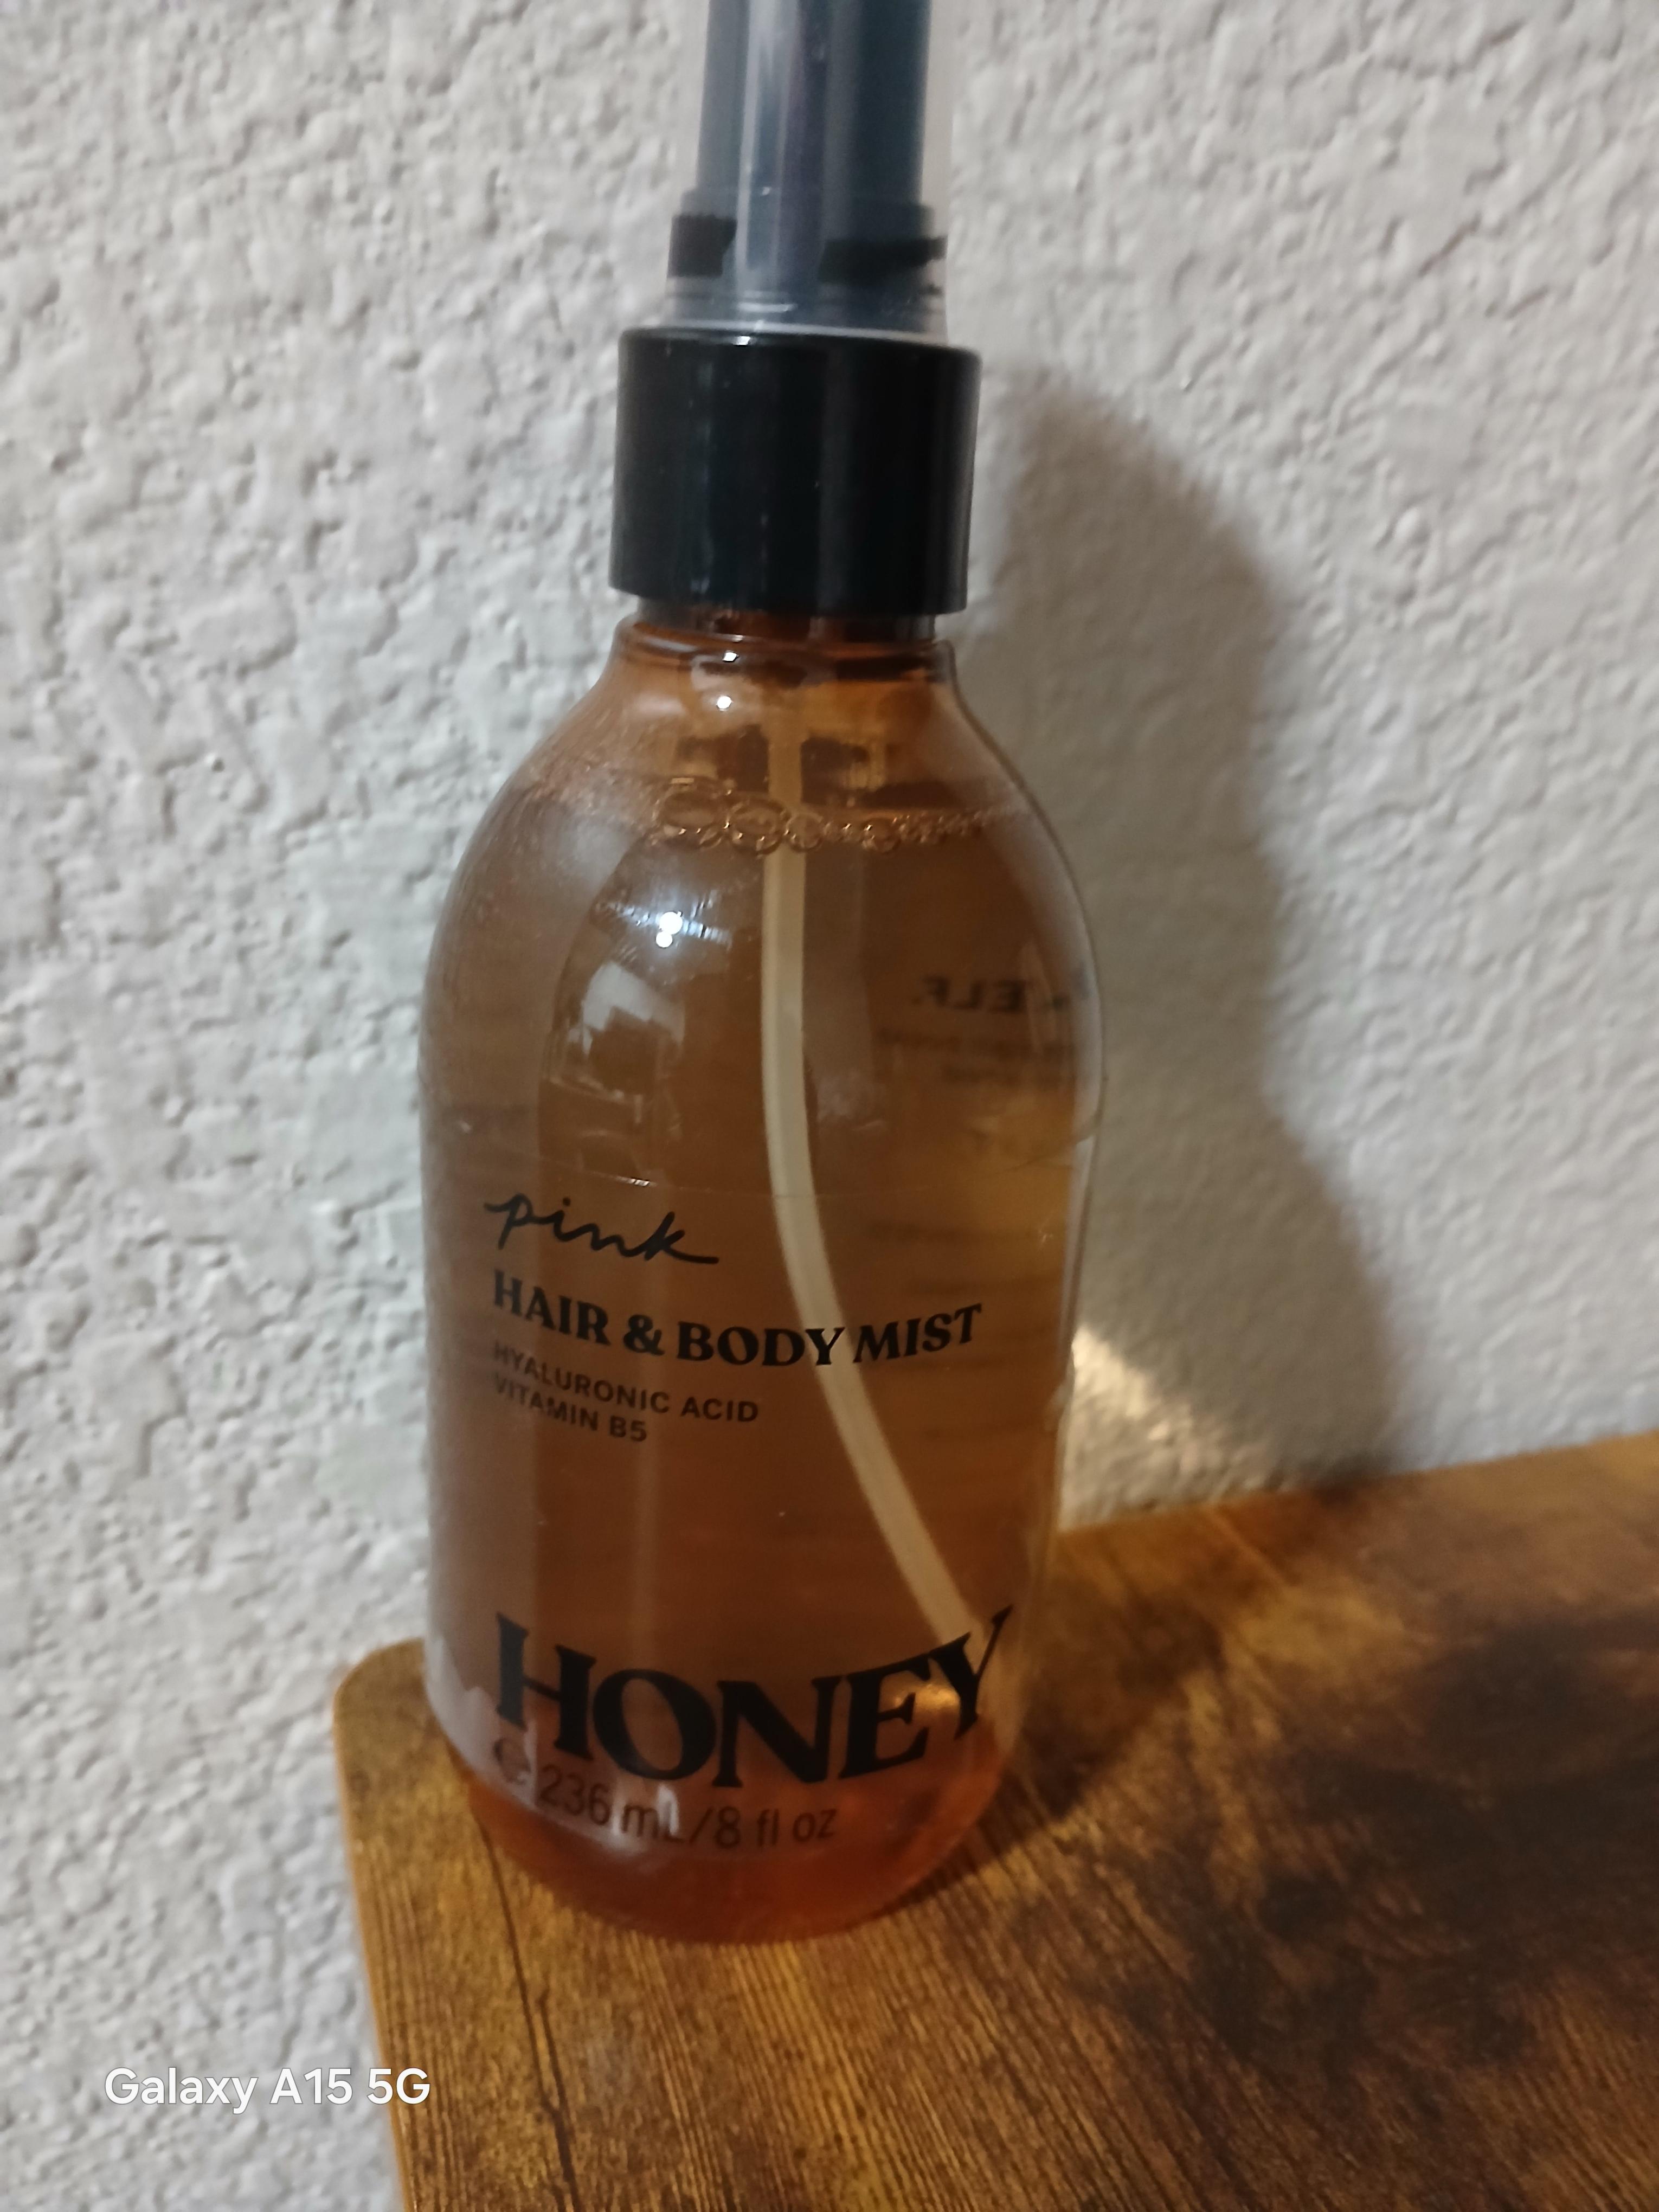 pink
HAIR & BODY MIST
HYALURONIC ACID
VITAMIN B5
HONEY
℮ 236 mL/8 fl oz
Galaxy A15 5G